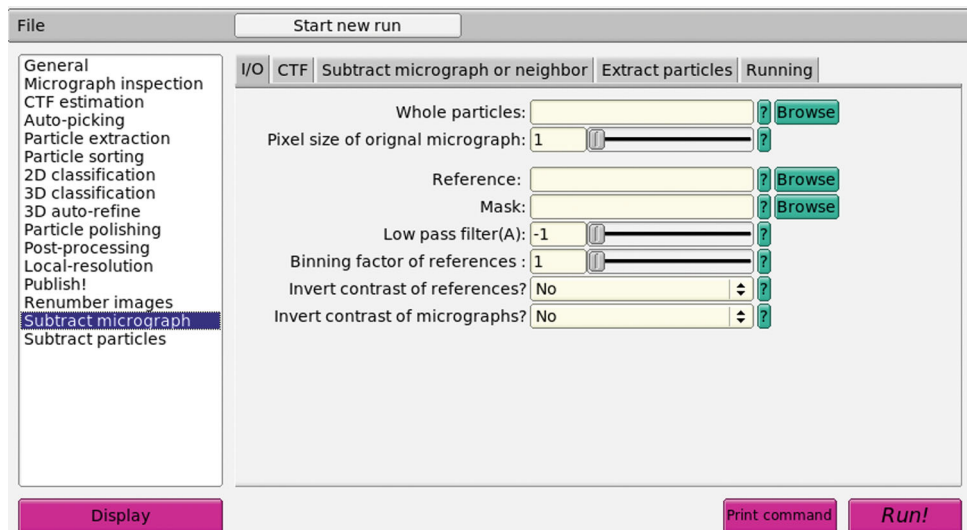 File
Start new run
General
Micrograph inspection
CTF estimation
Auto-picking
Particle extraction
Particle sorting
2D classification
3D classification
3D auto-refine
Particle polishing
Post-processing
Local-resolution
Publish!
Renumber images
Subtract micrograph
Subtract particles
I/O CTF Subtract micrograph or neighbor Extract particles Running
Whole particles: ? Browse
Pixel size of orignal micrograph: 1 ?
Reference: ? Browse
Mask: ? Browse
Low pass filter(A): -1 ?
Binning factor of references : 1 ?
Invert contrast of references? No ?
Invert contrast of micrographs? No ?
Display
Print command
Run!